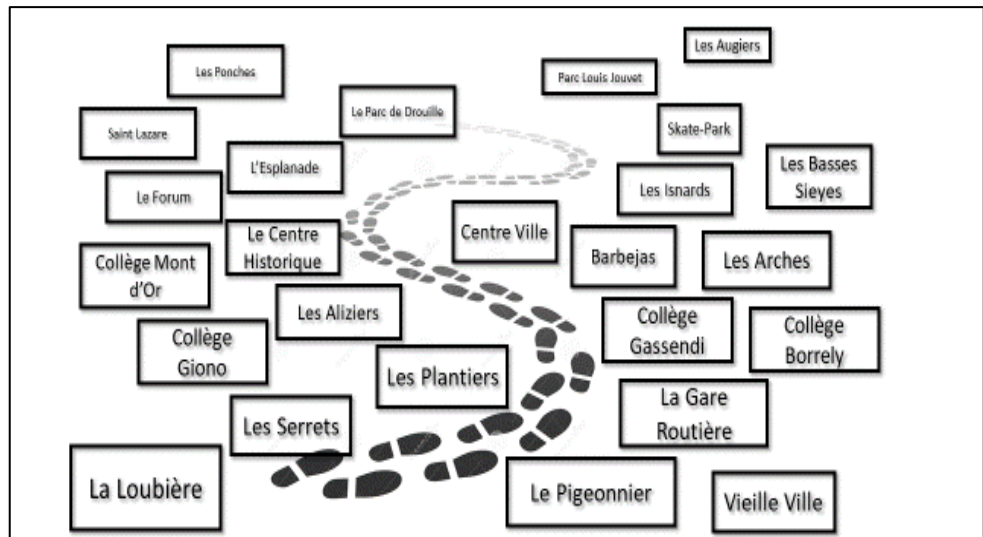 Les Augiers
Les Ponches
Parc Louis Jouvet
Le Parc de Drouille
Saint Lazare
Skate-Park
L'Esplanade
Les Basses
Sieyes
Le Forum
Les Isnards
Le Centre
Historique
Centre Ville
Barbejas
Les Arches
Collège Mont
d'Or
Les Aliziers
Collège
Gassendi
Collège
Borrely
Collège
Giono
Les Plantiers
La Gare
Routière
Les Serrets
La Loubière
Le Pigeonnier
Vieille Ville